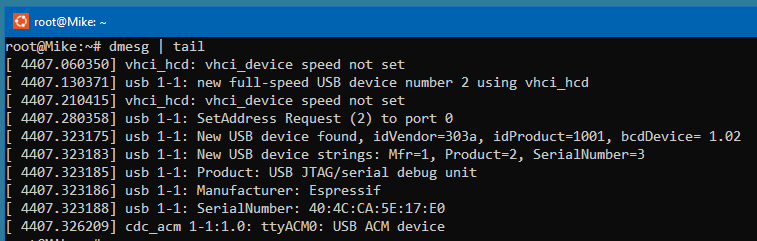 root@Mike: ~
root@Mike:~# dmesg | tail
[ 4407.060350] vhci_hcd: vhci_device speed not set
[ 4407.130371] usb 1-1: new full-speed USB device number 2 using vhci_hcd
[ 4407.210415] vhci_hcd: vhci_device speed not set
[ 4407.280358] usb 1-1: SetAddress Request (2) to port 0
[ 4407.323175] usb 1-1: New USB device found, idVendor=303a, idProduct=1001, bcdDevice= 1.02
[ 4407.323183] usb 1-1: New USB device strings: Mfr=1, Product=2, SerialNumber=3
[ 4407.323185] usb 1-1: Product: USB JTAG/serial debug unit
[ 4407.323186] usb 1-1: Manufacturer: Espressif
[ 4407.323188] usb 1-1: SerialNumber: 40:4C:CA:5E:17:E0
[ 4407.326209] cdc_acm 1-1:1.0: ttyACM0: USB ACM device